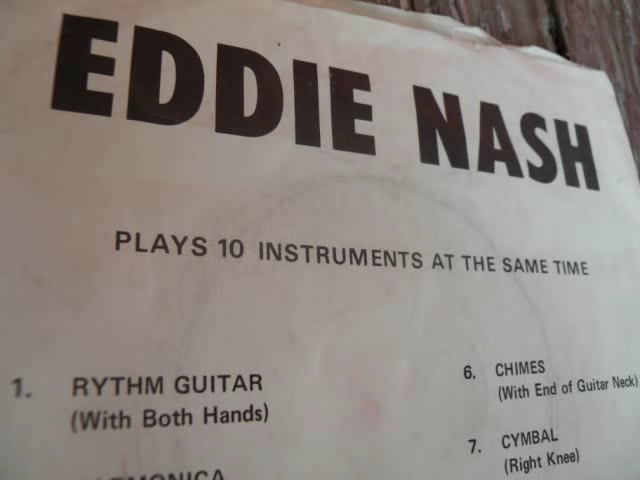 EDDIE NASH
PLAYS 10 INSTRUMENTS AT THE SAME TIME
1. RYTHM GUITAR
(With Both Hands)
6. CHIMES
(With End of Guitar Neck)
7. CYMBAL
(Right Knee)